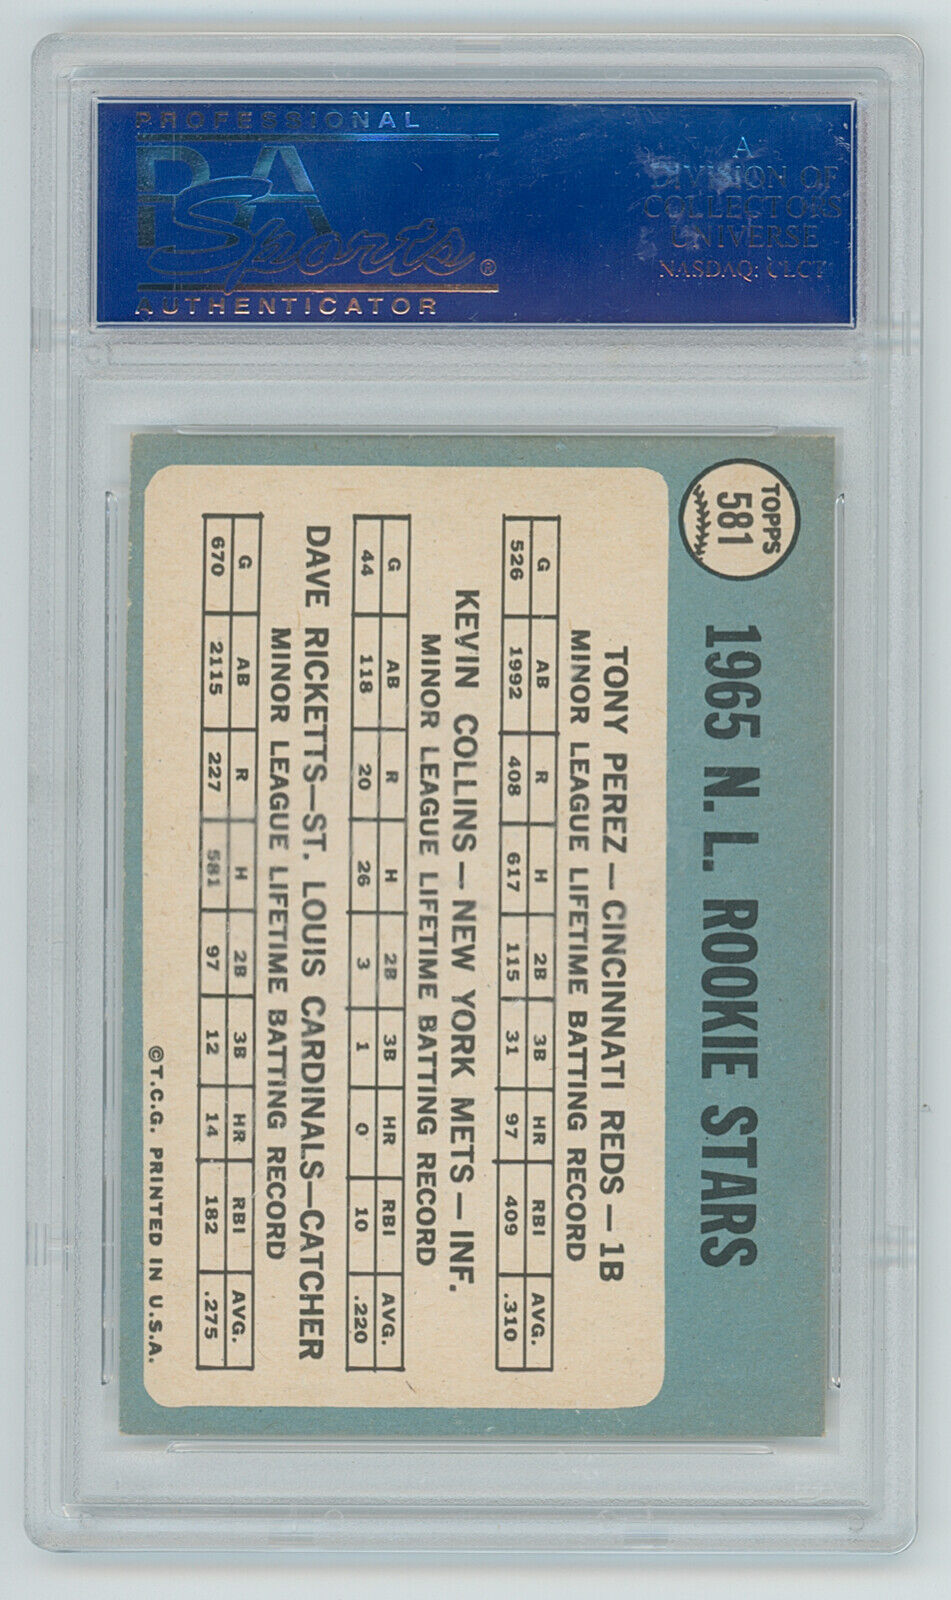 PROFESSIONAL
PSA
Sports®
AUTHENTICATOR
A
DIVISION OF
COLLECTORS
UNIVERSE
NASDAQ: CLCT
TOPPS
581
1965 N. L. ROOKIE STARS
TONY PEREZ—CINCINNATI REDS—1B
MINOR LEAGUE LIFETIME BATTING RECORD
G AB R H 2B 3B HR RBI AVG.
526 1992 408 617 115 31 97 409 .310
KEVIN COLLINS—NEW YORK METS—INF.
MINOR LEAGUE LIFETIME BATTING RECORD
G AB R H 2B 3B HR RBI AVG.
44 118 20 26 3 1 0 10 .220
DAVE RICKETTS—ST. LOUIS CARDINALS—CATCHER
MINOR LEAGUE LIFETIME BATTING RECORD
G AB R H 2B 3B HR RBI AVG.
670 2115 227 581 97 12 14 182 .275
©T.C.G. PRINTED IN U.S.A.